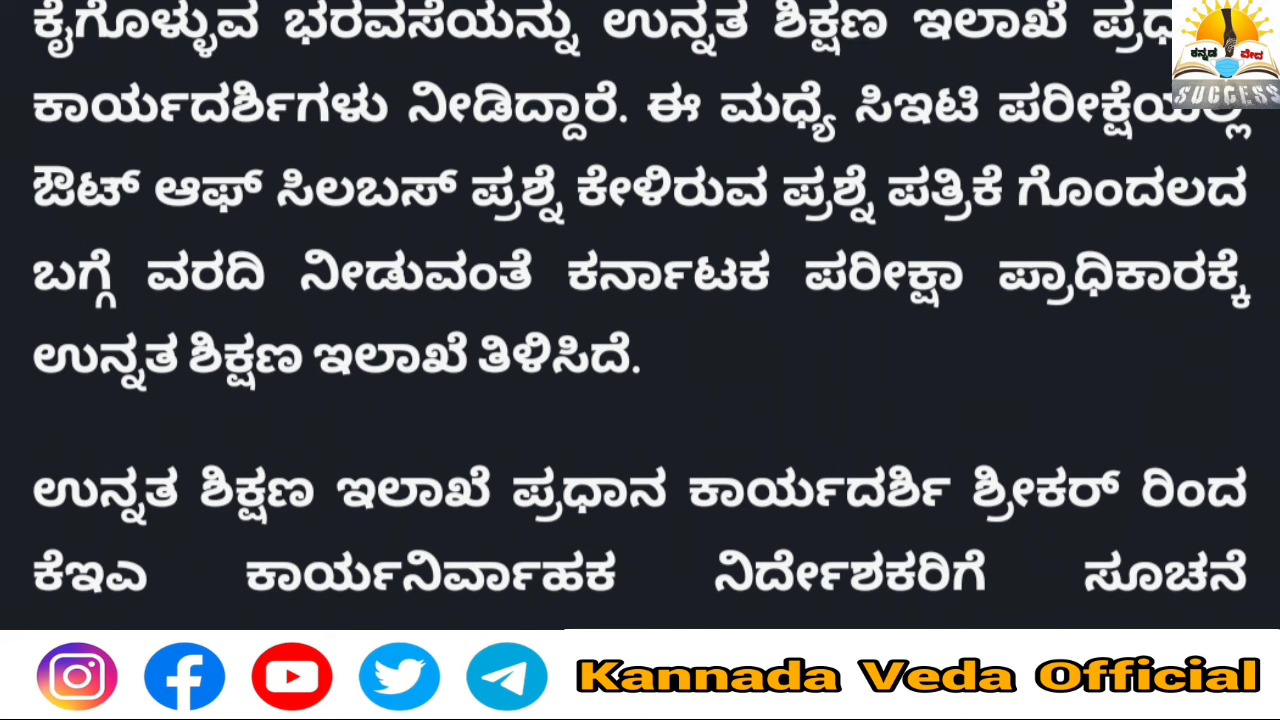 ಕೈಗೊಳ್ಳುವ ಭರವಸೆಯನ್ನು ಉನ್ನತ ಶಿಕ್ಷಣ ಇಲಾಖೆ
ಕಾರ್ಯದರ್ಶಿಗಳು ನೀಡಿದ್ದಾರೆ. ಈ ಮಧ್ಯೆ ಸಿಇಟಿ ಪರೀಕ್ಷೆಯಲ್ಲಿ
ಔಟ್ ಆಫ್ ಸಿಲಬಸ್ ಪ್ರಶ್ನೆ ಕೇಳಿರುವ ಪ್ರಶ್ನೆ ಪತ್ರಿಕೆ ಗೊಂದಲದ
ಬಗ್ಗೆ ವರದಿ ನೀಡುವಂತೆ ಕರ್ನಾಟಕ ಪರೀಕ್ಷಾ ಪ್ರಾಧಿಕಾರಕ್ಕೆ
ಉನ್ನತ ಶಿಕ್ಷಣ ಇಲಾಖೆ ತಿಳಿಸಿದೆ.
ಉನ್ನತ ಶಿಕ್ಷಣ ಇಲಾಖೆ ಪ್ರಧಾನ ಕಾರ್ಯದರ್ಶಿ ಶ್ರೀಕರ್ ರಿಂದ
ಕೆಇಎ ಕಾರ್ಯನಿರ್ವಾಹಕ ನಿರ್ದೇಶಕರಿಗೆ ಸೂಚನೆ
ಕನ್ನಡ ವೇದ
SUCCESS
Kannada Veda Official